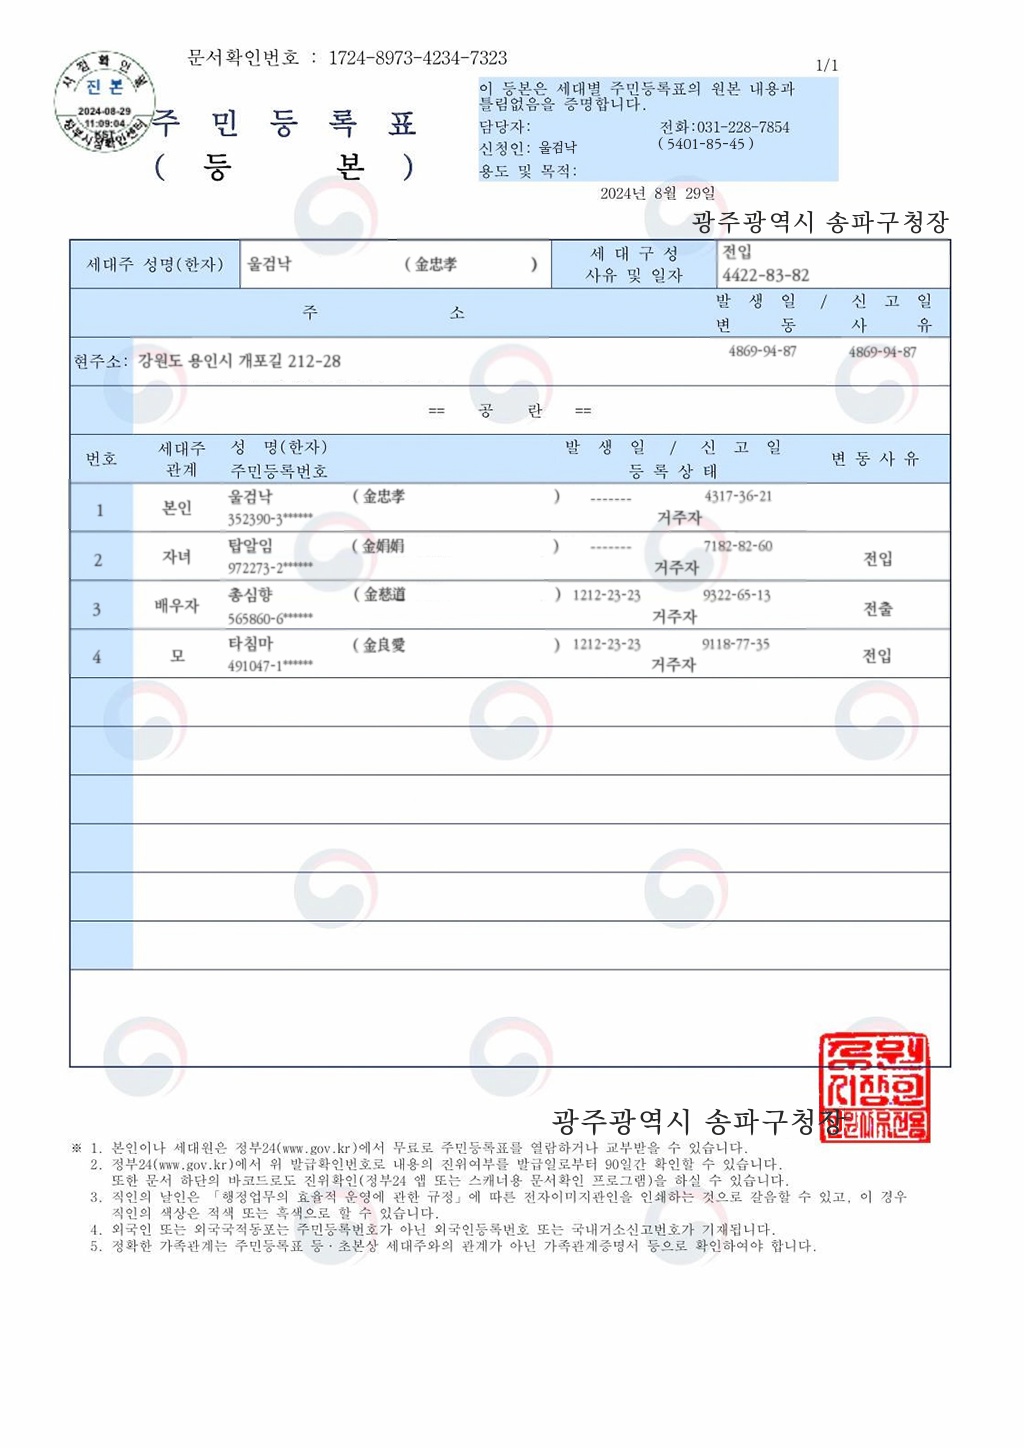 문서확인번호 : 1724-8973-4234-7323
1/1
시점확인필
진 본
2024-08-29
11:09:04
KST
정부시점확인센터
주 민 등 록 표
( 등 본 )
이 등본은 세대별 주민등록표의 원본 내용과
틀림없음을 증명합니다.
담당자: 전화:031-228-7854
신청인: 울검낙 ( 5401-85-45 )
용도 및 목적:
2024년 8월 29일
광주광역시 송파구청장
세대주 성명(한자) 울검낙 ( 金忠孝 ) 세 대 구 성 전입
사유 및 일자 4422-83-82
주 소 발 생 일 / 신 고 일
변 동 사 유
현주소: 강원도 용인시 개포길 212-28 4869-94-87 4869-94-87
== 공 란 ==
번호 세대주 성 명(한자) 발 생 일 / 신 고 일 변 동 사 유
관계 주민등록번호 등 록 상 태
1 본인 울검낙 ( 金忠孝 ) ------- 4317-36-21
352390-3****** 거주자
2 자녀 탑알임 ( 金娟娟 ) ------- 7182-82-60 전입
972273-2****** 거주자
3 배우자 총심향 ( 金慈道 ) 1212-23-23 9322-65-13 전출
565860-6****** 거주자
4 모 타침마 ( 金良愛 ) 1212-23-23 9118-77-35 전입
491047-1****** 거주자
광주광역시 송파구청장
※ 1. 본인이나 세대원은 정부24(www.gov.kr)에서 무료로 주민등록표를 열람하거나 교부받을 수 있습니다.
2. 정부24(www.gov.kr)에서 위 발급확인번호로 내용의 진위여부를 발급일로부터 90일간 확인할 수 있습니다.
또한 문서 하단의 바코드로도 진위확인(정부24 앱 또는 스캐너용 문서확인 프로그램)을 하실 수 있습니다.
3. 직인의 날인은 「행정업무의 효율적 운영에 관한 규정」에 따른 전자이미지관인을 인쇄하는 것으로 갈음할 수 있고, 이 경우
직인의 색상은 적색 또는 흑색으로 할 수 있습니다.
4. 외국인 또는 외국국적동포는 주민등록번호가 아닌 외국인등록번호 또는 국내거소신고번호가 기재됩니다.
5. 정확한 가족관계는 주민등록표 등·초본상 세대주와의 관계가 아닌 가족관계증명서 등으로 확인하여야 합니다.